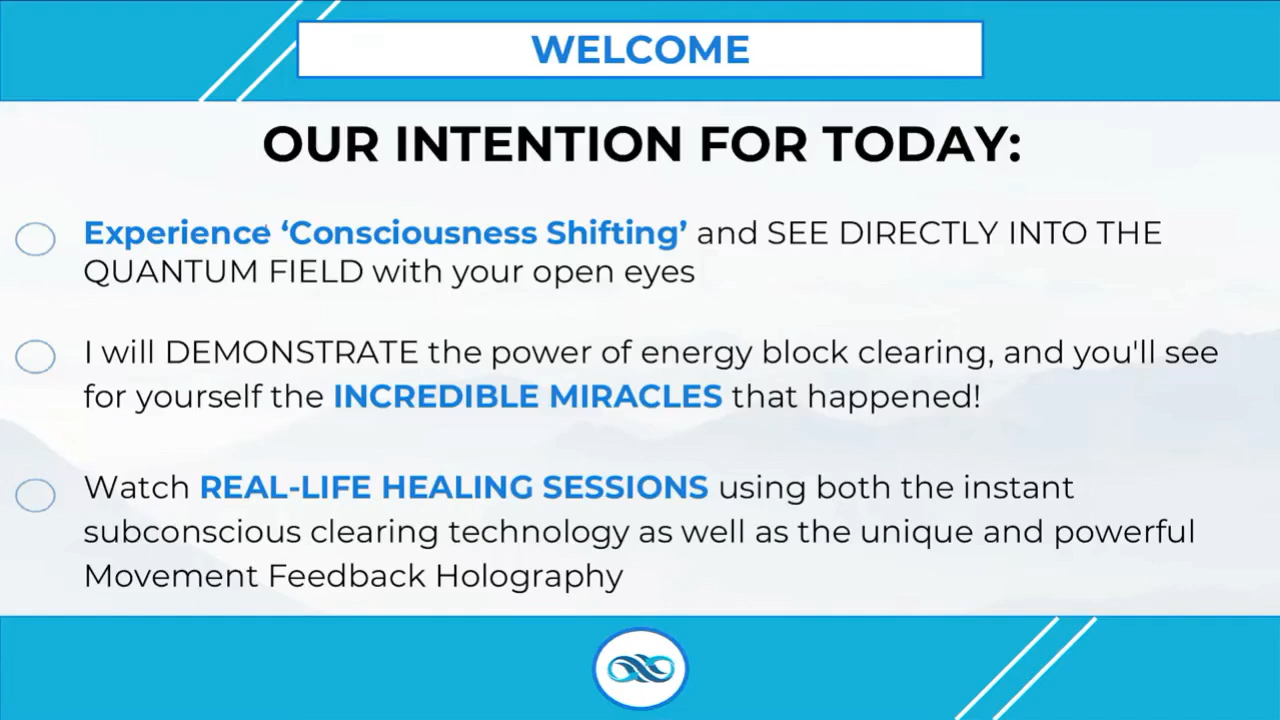 WELCOME
OUR INTENTION FOR TODAY:
Experience ‘Consciousness Shifting’ and SEE DIRECTLY INTO THE
QUANTUM FIELD with your open eyes
I will DEMONSTRATE the power of energy block clearing, and you'll see
for yourself the INCREDIBLE MIRACLES that happened!
Watch REAL-LIFE HEALING SESSIONS using both the instant
subconscious clearing technology as well as the unique and powerful
Movement Feedback Holography